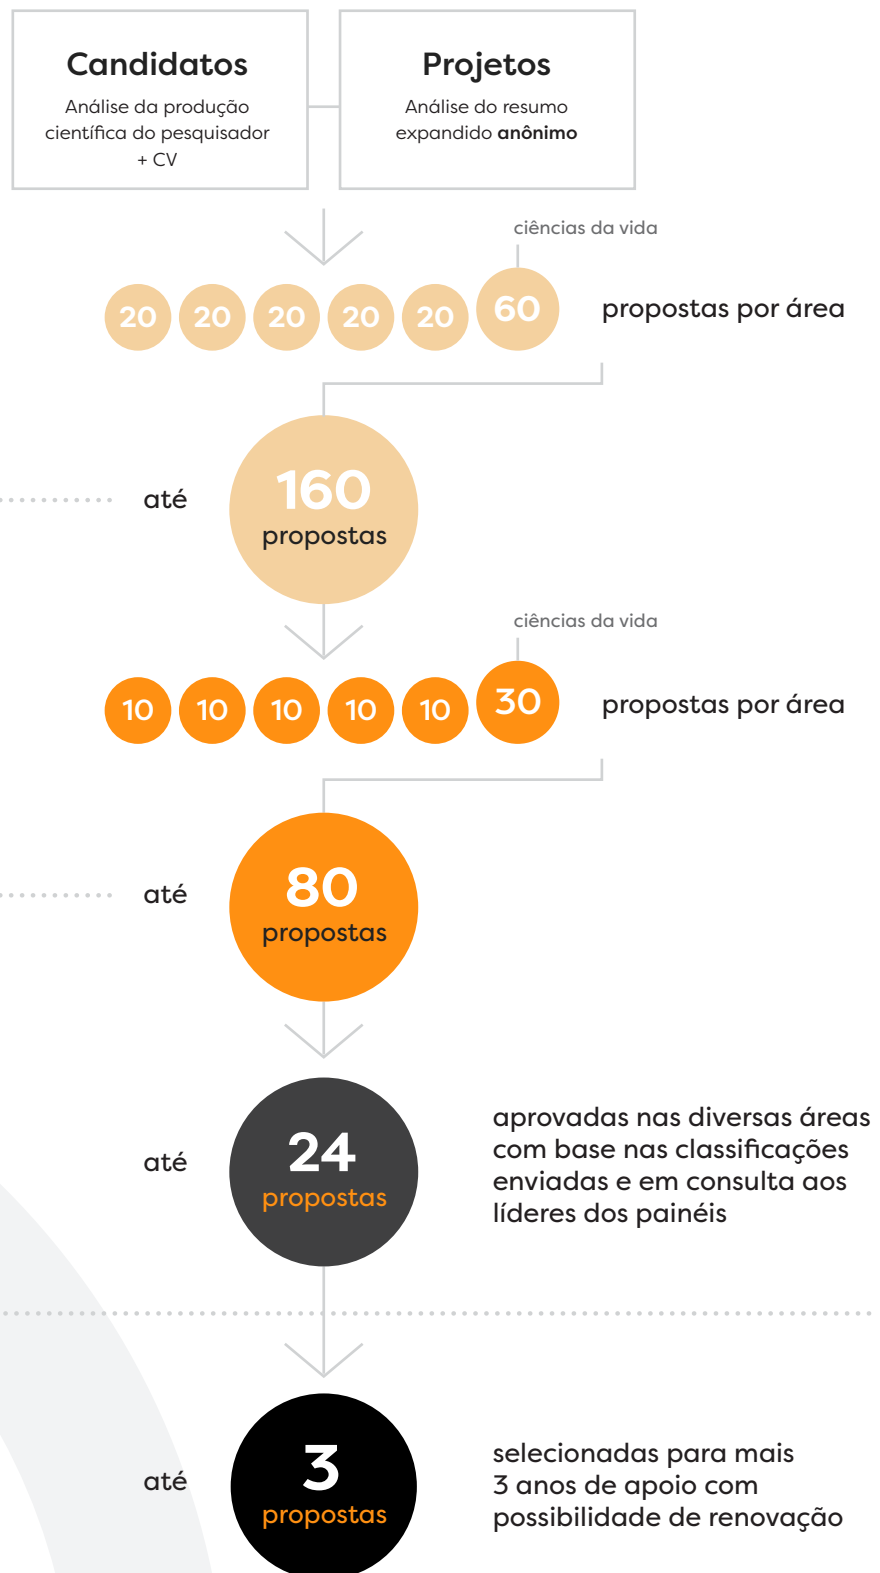 Candidatos
Análise da produção
científica do pesquisador
+ CV
Projetos
Análise do resumo
expandido anônimo
ciências da vida
20 20 20 20 20 60
propostas por área
até
160
propostas
ciências da vida
10 10 10 10 10 30
propostas por área
até
80
propostas
até
24
propostas
aprovadas nas diversas áreas
com base nas classificações
enviadas e em consulta aos
líderes dos painéis
até
3
propostas
selecionadas para mais
3 anos de apoio com
possibilidade de renovação